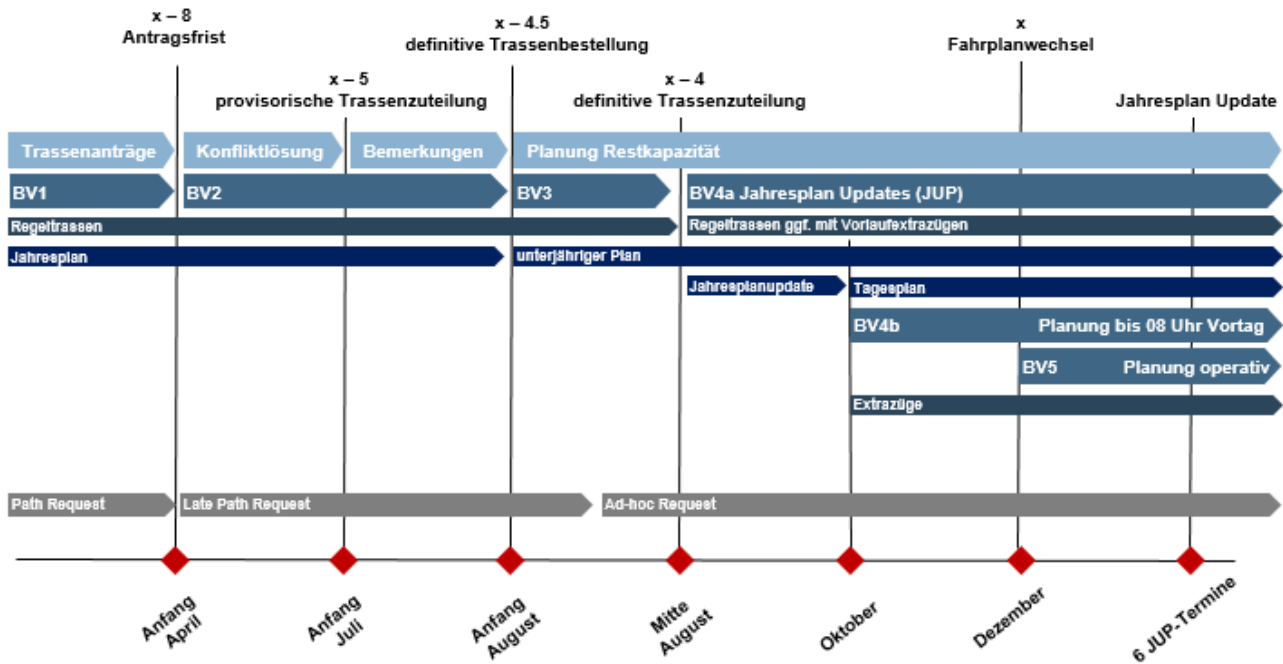 x – 8
Antragsfrist
x – 4.5
definitive Trassenbestellung
x
Fahrplanwechsel
x – 5
provisorische Trassenzuteilung
x – 4
definitive Trassenzuteilung
Jahresplan Update
Trassenanträge
Konfliktlösung
Bemerkungen
Planung Restkapazität
BV1
BV2
BV3
BV4a Jahresplan Updates (JUP)
Regeltrassen
Regeltrassen ggf. mit Vorlaufextrazügen
Jahresplan
unterjähriger Plan
Jahresplanupdate
Tagesplan
BV4b
Planung bis 08 Uhr Vortag
BV5
Planung operativ
Extrazüge
Path Request
Late Path Request
Ad-hoc Request
Anfang
April
Anfang
Juli
Anfang
August
Mitte
August
Oktober
Dezember
6 JUP-Termine